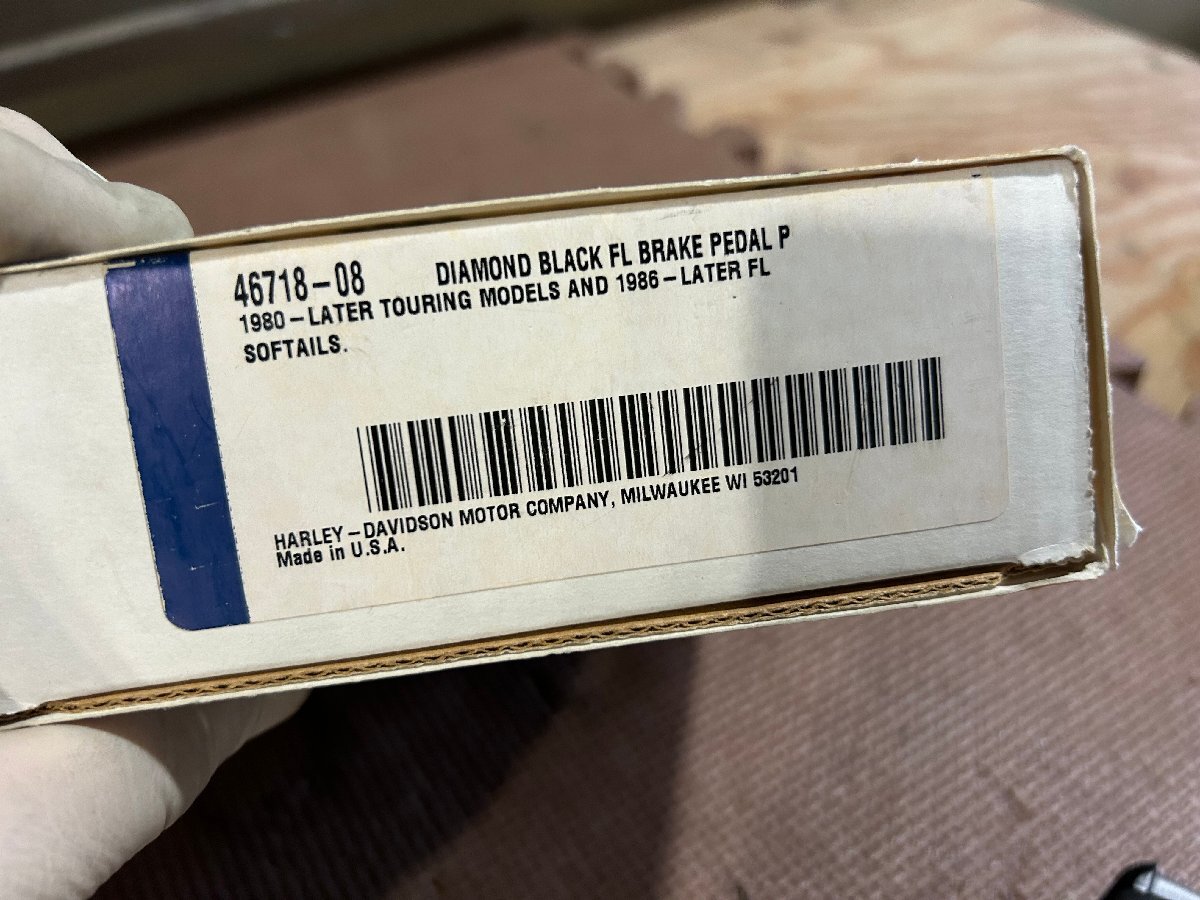 46718-08 DIAMOND BLACK FL BRAKE PEDAL P
1980-LATER TOURING MODELS AND 1986-LATER FL
SOFTAILS.
HARLEY-DAVIDSON MOTOR COMPANY, MILWAUKEE WI 53201
Made in U.S.A.